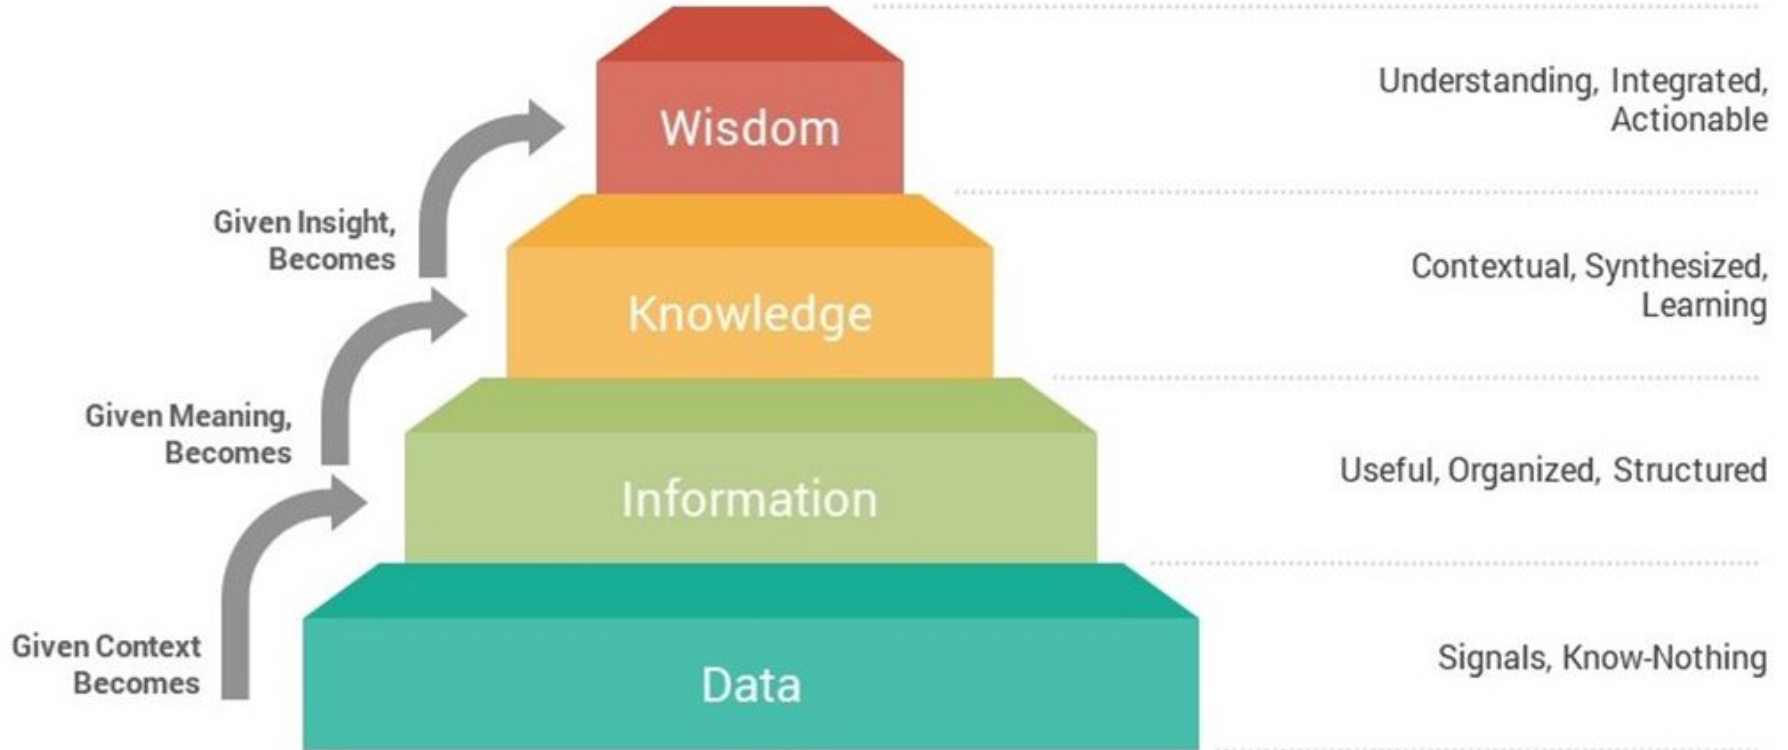 Wisdom
Understanding, Integrated,
Actionable
Given Insight,
Becomes
Knowledge
Contextual, Synthesized,
Learning
Given Meaning,
Becomes
Information
Useful, Organized, Structured
Given Context
Becomes
Data
Signals, Know-Nothing